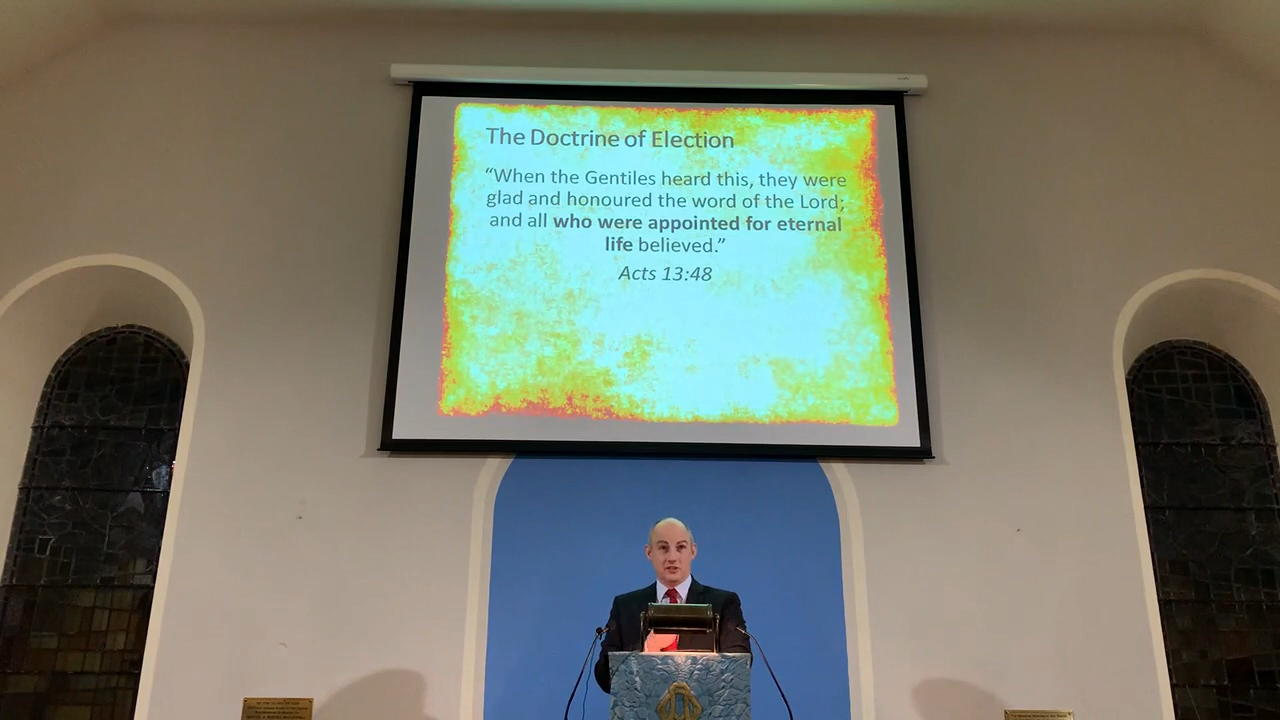 The Doctrine of Election
“When the Gentiles heard this, they were
glad and honoured the word of the Lord;
and all who were appointed for eternal
life believed.”
Acts 13:48